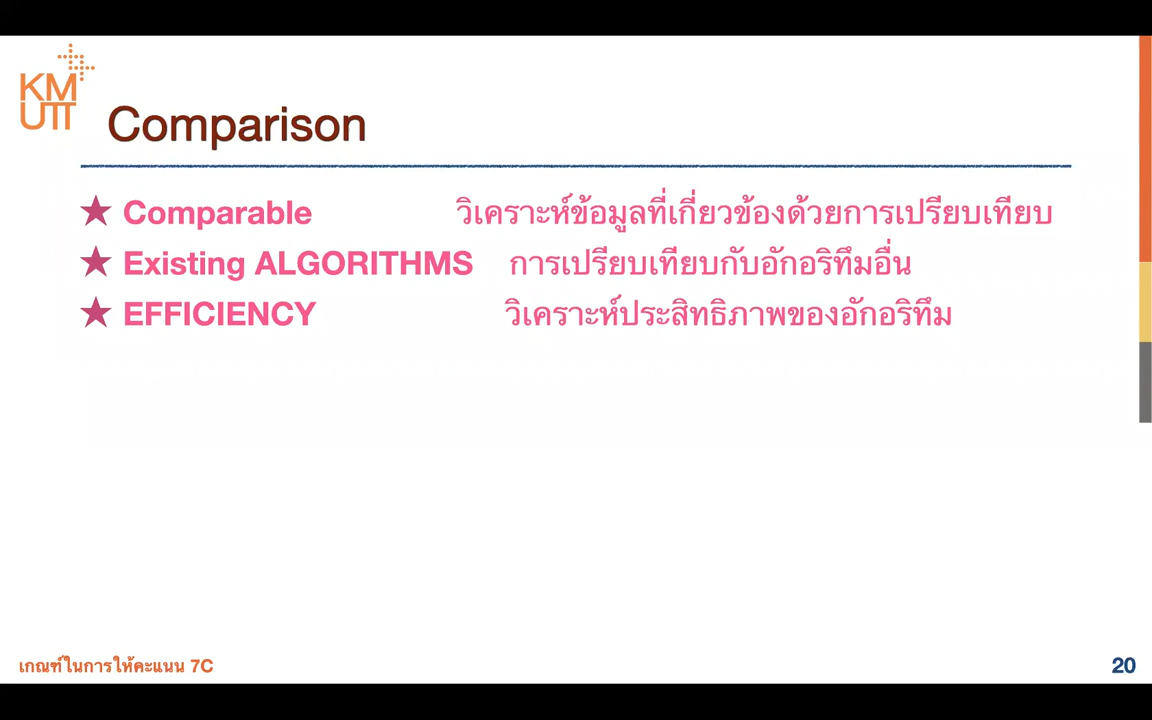 KM
UTT
Comparison
★ Comparable วิเคราะห์ข้อมูลที่เกี่ยวข้องด้วยการเปรียบเทียบ
★ Existing ALGORITHMS การเปรียบเทียบกับอักอริทึมอื่น
★ EFFICIENCY วิเคราะห์ประสิทธิภาพของอักอริทึม
เกณฑ์ในการให้คะแนน 7C
20